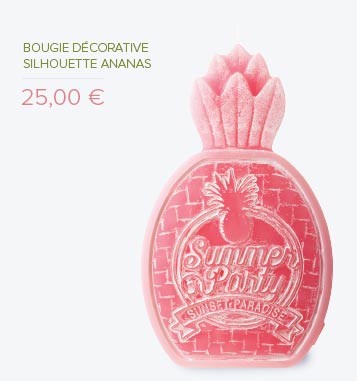 BOUGIE DÉCORATIVE
SILHOUETTE ANANAS
25,00 €
Summer
Party
SUNSET•PARADISE